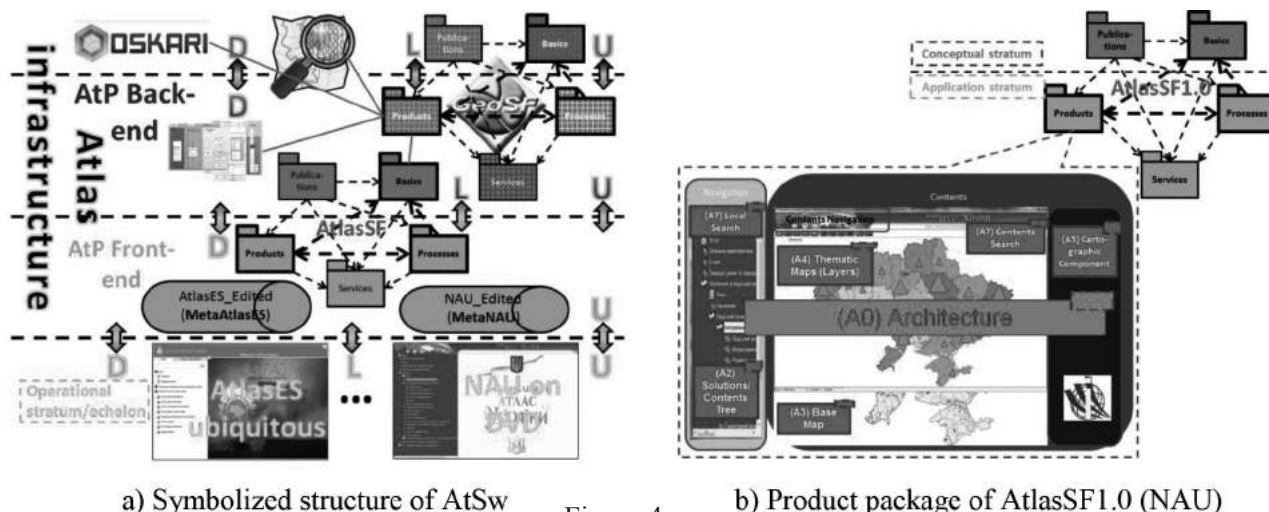 infrastructure
Atlas
OSKARI
D
L
U
Publica-
tions
Basics
AtP Back-
end
D
GeoSF
Products
Processes
Services
Publica-
tions
Basics
AtlasSF
L
U
AtP Front-
end
D
Products
Processes
Services
AtlasES_Edited
(MetaAtlasES)
NAU_Edited
(MetaNAU)
U
D
L
U
Operational
stratum/echelon
AtlasES
ubiquitous
...
NAU on
DVD
АТЛАС
a) Symbolized structure of AtSw
Conceptual stratum
Application stratum
Publica-
tions
Basics
AtlasSF1.0
Products
Processes
Services
Navigation
Contents
(A7) Local
Search
Contents Navigation
(A7) Contents
Search
(A5) Carto-
graphic
Component
(A4) Thematic
Maps (Layers)
(A0) Architecture
(A2)
Solutions/
Contents
Tree
(A3) Base
Map
b) Product package of AtlasSF1.0 (NAU)
Figure 4